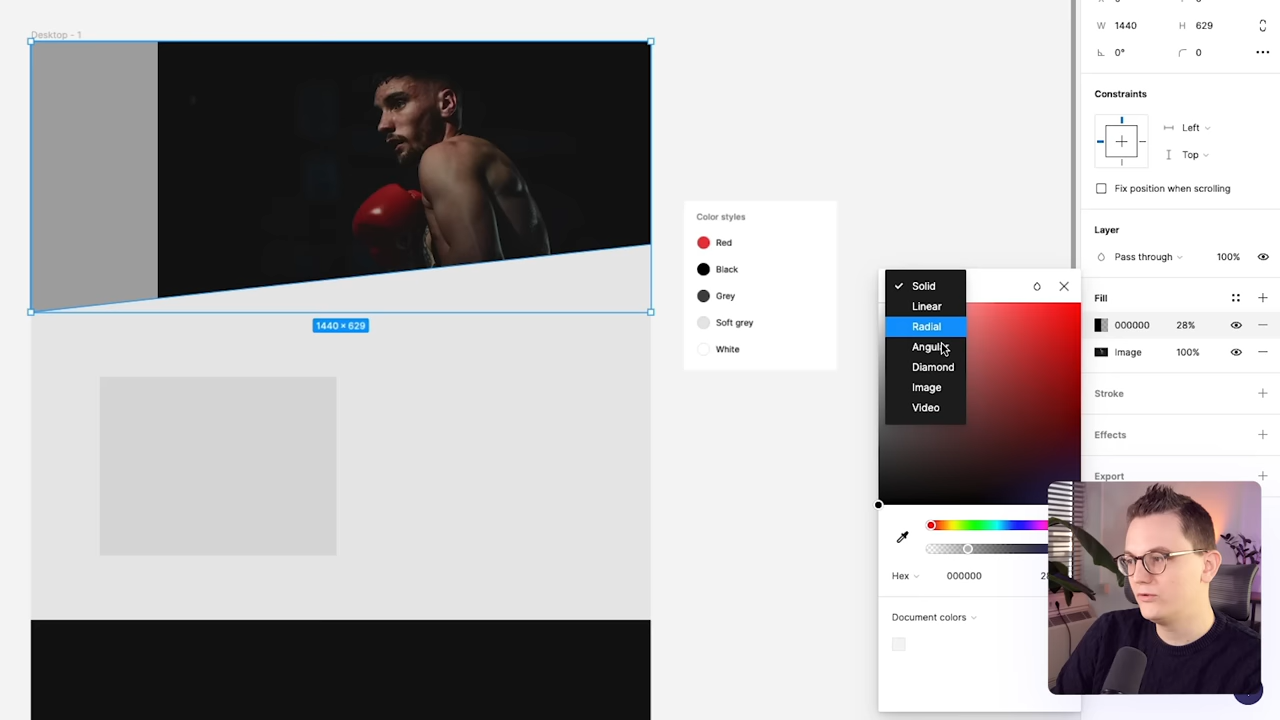 Desktop - 1
1440 × 629
Color styles
Red
Black
Grey
Soft grey
White
Solid
Linear
Radial
Angular
Diamond
Image
Video
Hex 000000
Document colors
W 1440 H 629
0° 0
Constraints
Left
Top
Fix position when scrolling
Layer
Pass through 100%
Fill
000000 28%
Image 100%
Stroke
Effects
Export